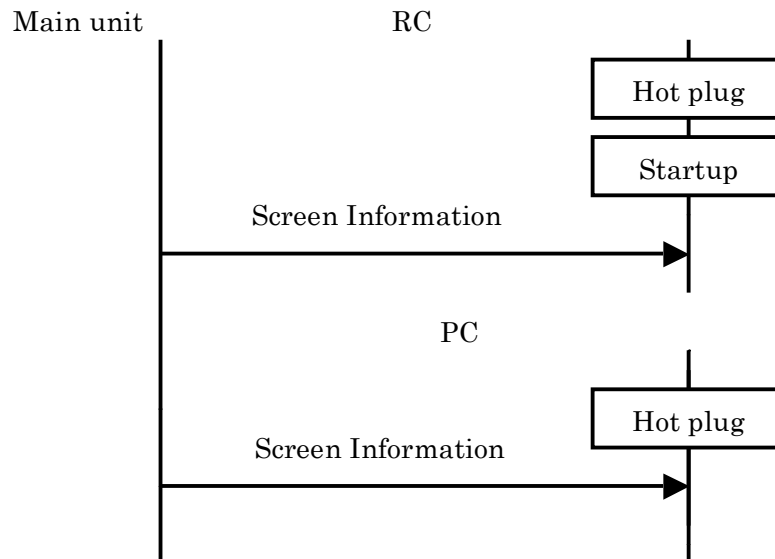 Main unit
RC
Hot plug
Startup
Screen Information
PC
Hot plug
Screen Information